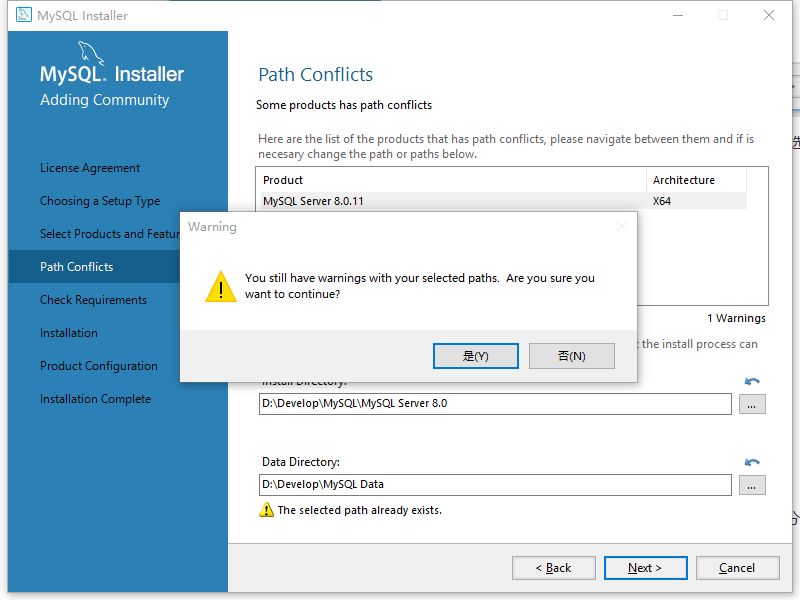 MySQL Installer
MySQL. Installer
Adding Community
License Agreement
Choosing a Setup Type
Select Products and Featur
Path Conflicts
Check Requirements
Installation
Product Configuration
Installation Complete
Path Conflicts
Some products has path conflicts
Here are the list of the products that has path conflicts, please navigate between them and if is
necesary change the path or paths below.
Product Architecture
MySQL Server 8.0.11 X64
Warning
You still have warnings with your selected paths. Are you sure you
want to continue?
是(Y) 否(N)
1 Warnings
the install process can
Install Directory:
D:\Develop\MySQL\MySQL Server 8.0
...
Data Directory:
D:\Develop\MySQL Data
...
The selected path already exists.
< Back Next > Cancel